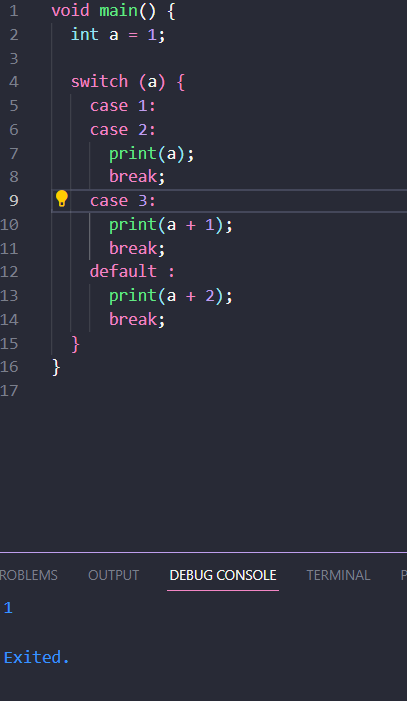 1 void main() {
2   int a = 1;
3
4   switch (a) {
5     case 1:
6     case 2:
7       print(a);
8       break;
9     case 3:
10       print(a + 1);
11       break;
12     default :
13       print(a + 2);
14       break;
15   }
16 }
17
ROBLEMS OUTPUT DEBUG CONSOLE TERMINAL P
1
Exited.